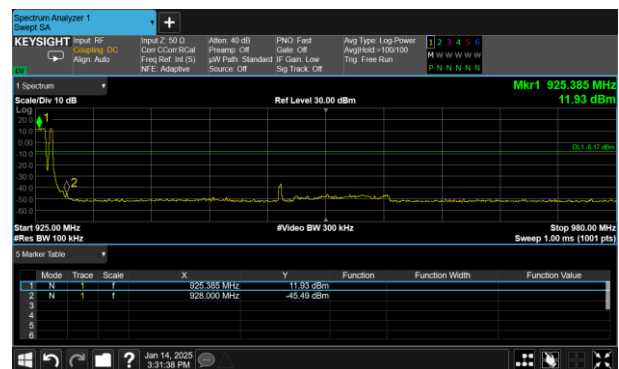 Spectrum Analyzer 1
Swept SA
KEYSIGHT Input: RF Input Z: 50 Ω Atten: 40 dB PNO: Fast Avg Type: Log-Power 1 2 3 4 5 6
Coupling: DC Corr CCorr RCal Preamp: Off Gate: Off Avg|Hold:>100/100 M W W W W W
Align: Auto Freq Ref: Int (S) µW Path: Standard IF Gain: Low Trig: Free Run
NFE: Adaptive Source: Off Sig Track: Off P N N N N N
LW
1 Spectrum Mkr1 925.385 MHz
Scale/Div 10 dB Ref Level 30.00 dBm 11.93 dBm
Log
20.0
10.0
0.00
-10.0
-20.0
-30.0
-40.0
-50.0
-60.0
1
2
DL1 -8.17 dBm
Start 925.00 MHz #Video BW 300 kHz Stop 980.00 MHz
#Res BW 100 kHz Sweep 1.00 ms (1001 pts)
5 Marker Table
Mode Trace Scale X Y Function Function Width Function Value
1 N 1 f 925.385 MHz 11.93 dBm
2 N 1 f 928.000 MHz -45.49 dBm
3
4
5
6
? Jan 14, 2025
3:31:38 PM